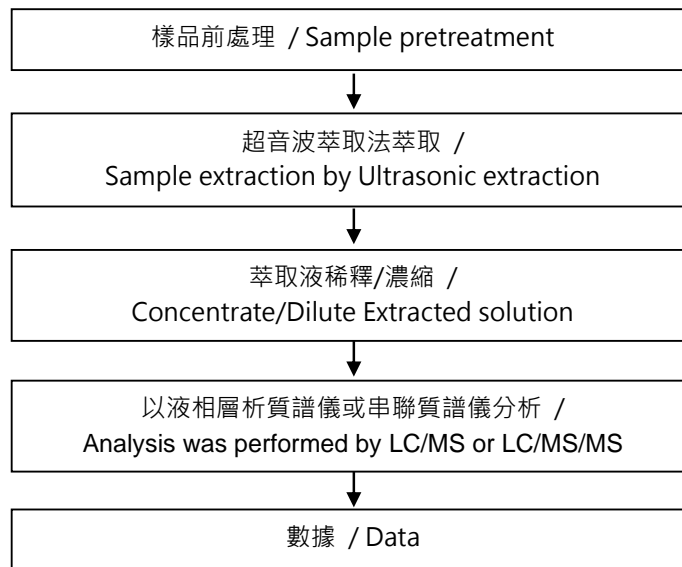 樣品前處理 / Sample pretreatment
超音波萃取法萃取 /
Sample extraction by Ultrasonic extraction
萃取液稀釋/濃縮 /
Concentrate/Dilute Extracted solution
以液相層析質譜儀或串聯質譜儀分析 /
Analysis was performed by LC/MS or LC/MS/MS
數據 / Data